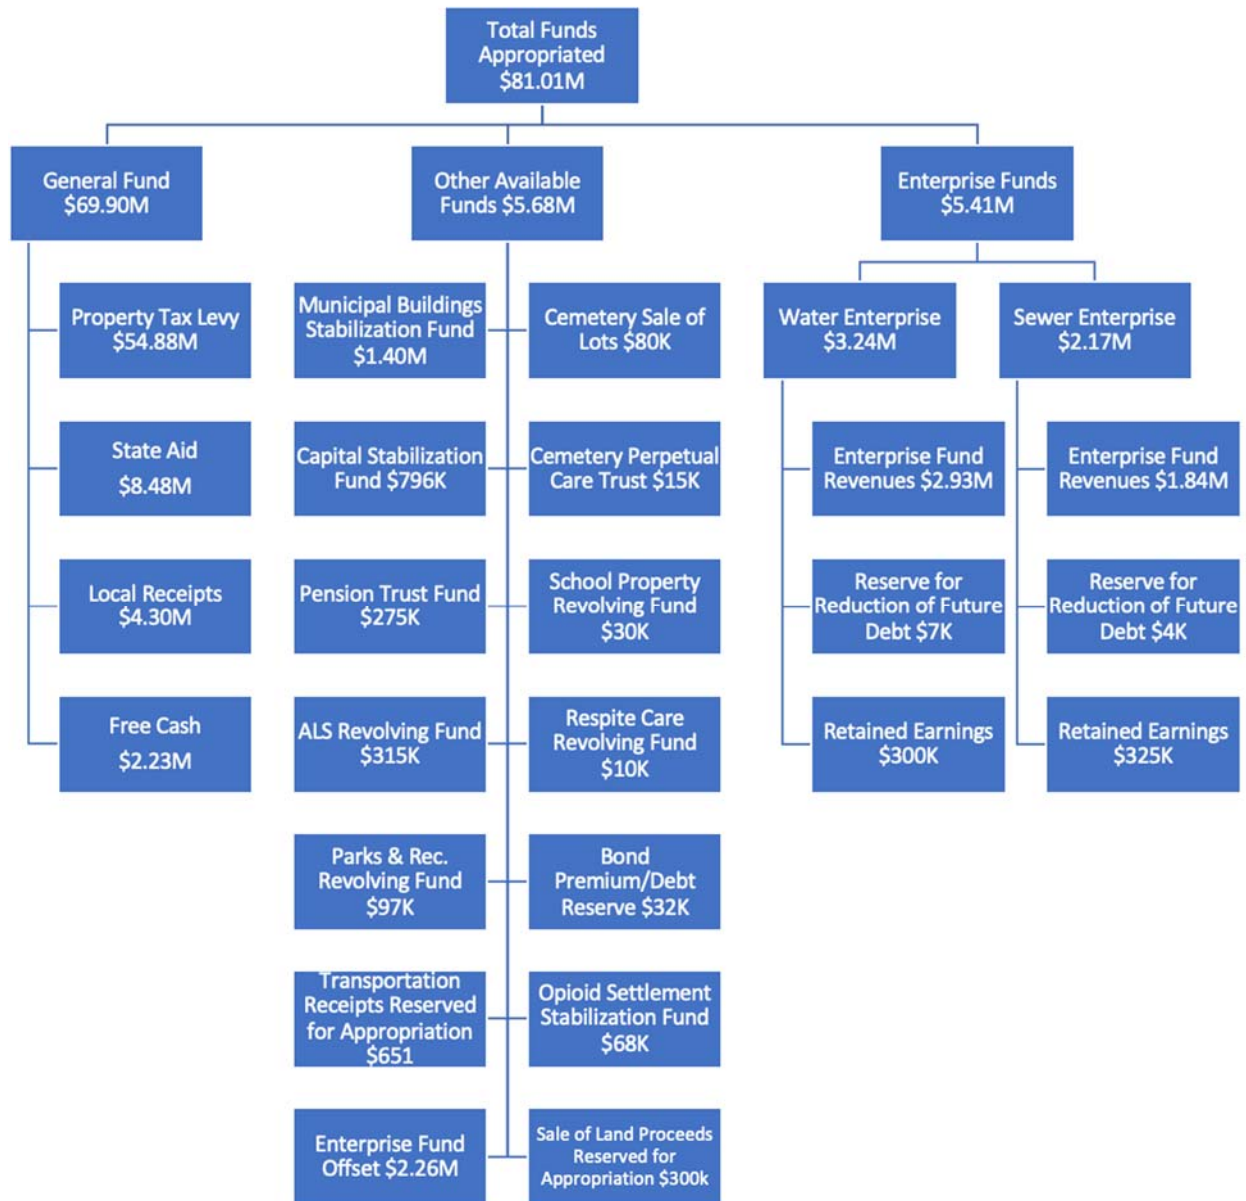 Total Funds
Appropriated
$81.01M
General Fund
$69.90M
Other Available
Funds $5.68M
Enterprise Funds
$5.41M
Property Tax Levy
$54.88M
State Aid
$8.48M
Local Receipts
$4.30M
Free Cash
$2.23M
Municipal Buildings
Stabilization Fund
$1.40M
Cemetery Sale of
Lots $80K
Capital Stabilization
Fund $796K
Cemetery Perpetual
Care Trust $15K
Pension Trust Fund
$275K
School Property
Revolving Fund
$30K
ALS Revolving Fund
$315K
Respite Care
Revolving Fund
$10K
Parks & Rec.
Revolving Fund
$97K
Bond
Premium/Debt
Reserve $32K
Transportation
Receipts Reserved
for Appropriation
$651
Opioid Settlement
Stabilization Fund
$68K
Enterprise Fund
Offset $2.26M
Sale of Land Proceeds
Reserved for
Appropriation $300k
Water Enterprise
$3.24M
Sewer Enterprise
$2.17M
Enterprise Fund
Revenues $2.93M
Reserve for
Reduction of Future
Debt $7K
Retained Earnings
$300K
Enterprise Fund
Revenues $1.84M
Reserve for
Reduction of Future
Debt $4K
Retained Earnings
$325K